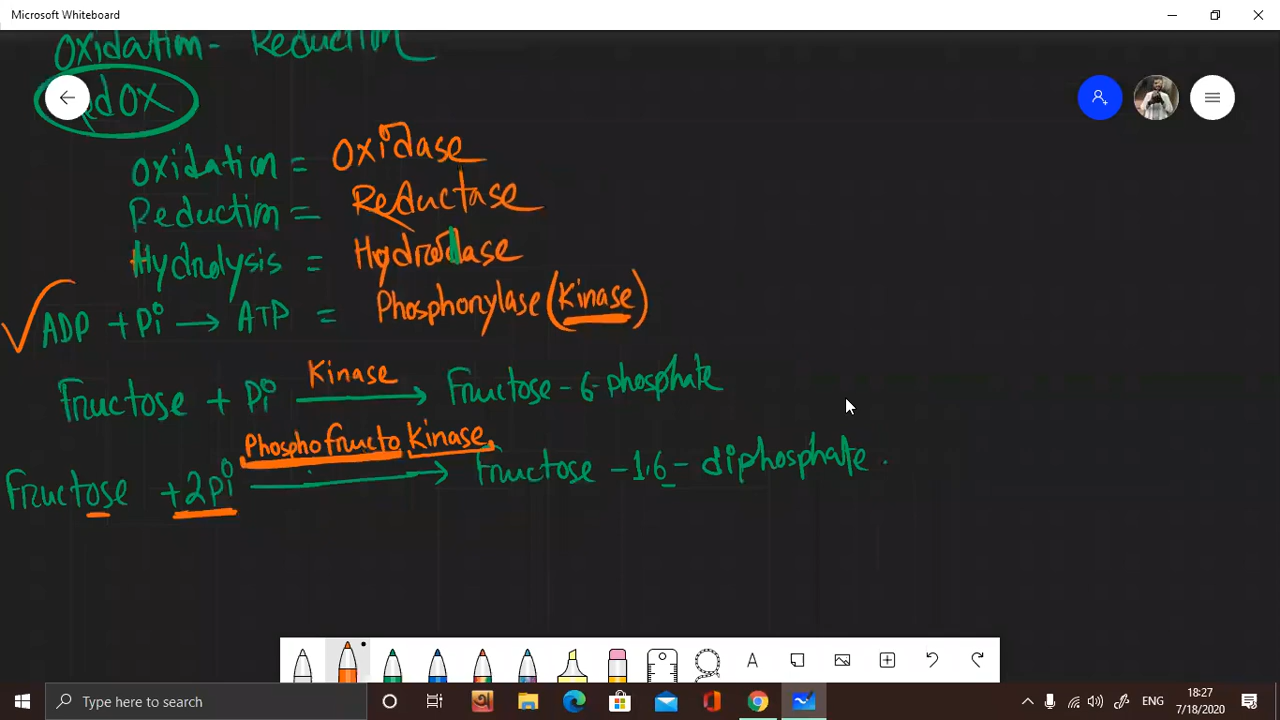 Microsoft Whiteboard
Oxidation - Reduction
dox
Oxidation = Oxidase
Reduction = Reductase
Hydrolysis = Hydrolase
ADP + Pi → ATP = Phosphorylase (Kinase)
Fructose + Pi Kinase → Fructose - 6-phosphate
Fructose + 2Pi Phosphofructo Kinase → Fructose - 1.6 - diphosphate.
A
Type here to search
ENG
18:27
7/18/2020